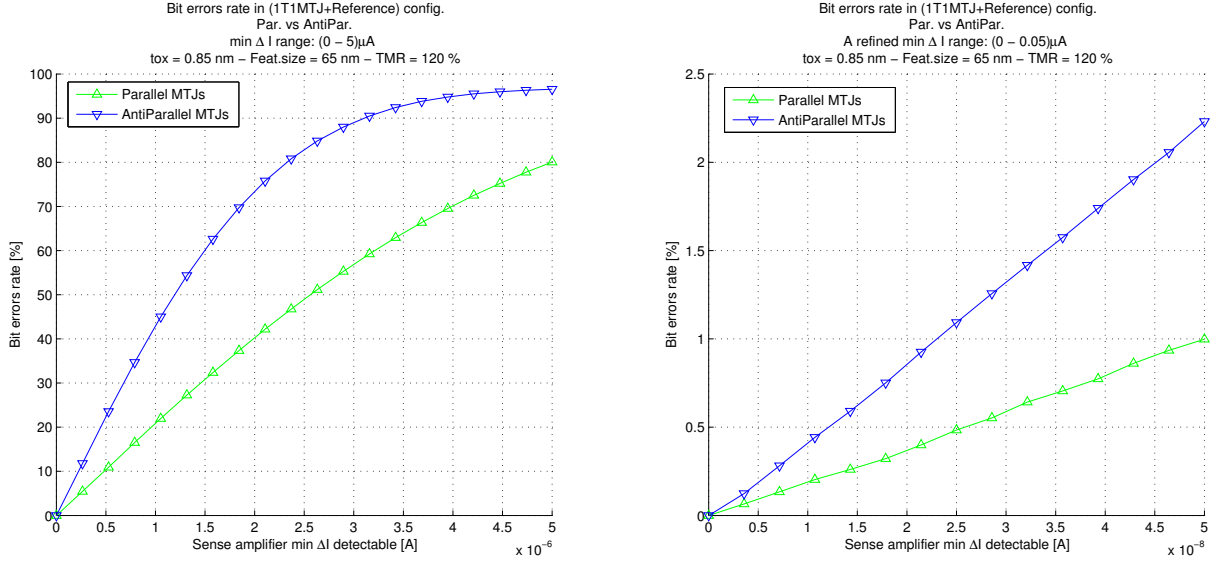 Bit errors rate in (1T1MTJ+Reference) config.
Par. vs AntiPar.
min Δ I range: (0 − 5)μA
tox = 0.85 nm − Feat.size = 65 nm − TMR = 120 %
100
90
80
70
60
50
40
30
20
10
0
Bit errors rate [%]
Parallel MTJs
AntiParallel MTJs
0
0.5
1
1.5
2
2.5
3
3.5
4
4.5
5
x 10⁻⁶
Sense amplifier min ΔI detectable [A]
Bit errors rate in (1T1MTJ+Reference) config.
Par. vs AntiPar.
A refined min Δ I range: (0 − 0.05)μA
tox = 0.85 nm − Feat.size = 65 nm − TMR = 120 %
2.5
2
1.5
1
0.5
0
Bit errors rate [%]
Parallel MTJs
AntiParallel MTJs
0
0.5
1
1.5
2
2.5
3
3.5
4
4.5
5
x 10⁻⁸
Sense amplifier min ΔI detectable [A]